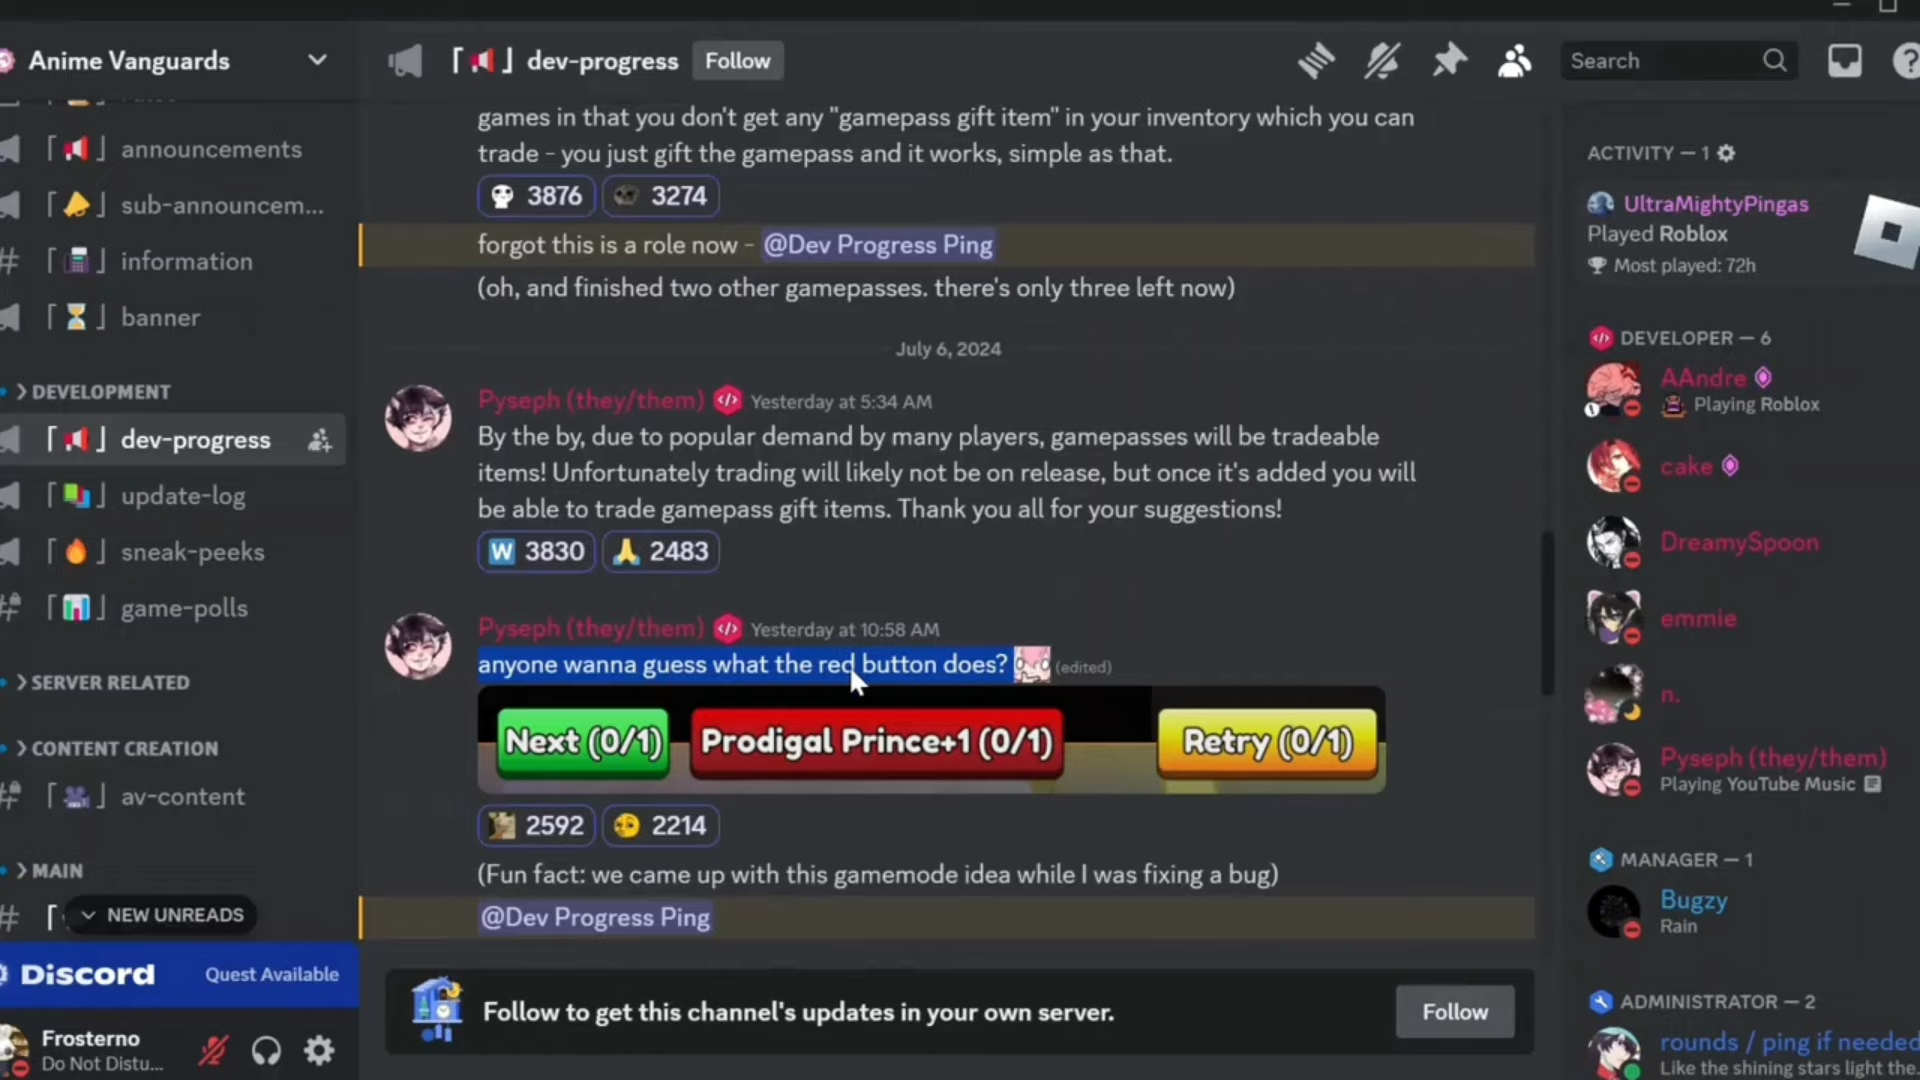 Anime Vanguards
announcements
sub-announcem...
information
banner
DEVELOPMENT
dev-progress
update-log
sneak-peeks
game-polls
SERVER RELATED
CONTENT CREATION
av-content
MAIN
NEW UNREADS
Discord Quest Available
Frosterno
Do Not Distu...
dev-progress Follow
Search
games in that you don't get any "gamepass gift item" in your inventory which you can
trade - you just gift the gamepass and it works, simple as that.
3876 3274
forgot this is a role now - @Dev Progress Ping
(oh, and finished two other gamepasses. there's only three left now)
July 6, 2024
Pyseph (they/them) Yesterday at 5:34 AM
By the by, due to popular demand by many players, gamepasses will be tradeable
items! Unfortunately trading will likely not be on release, but once it's added you will
be able to trade gamepass gift items. Thank you all for your suggestions!
W 3830 2483
Pyseph (they/them) Yesterday at 10:58 AM
anyone wanna guess what the red button does? (edited)
Next (0/1) Prodigal Prince+1 (0/1) Retry (0/1)
2592 2214
(Fun fact: we came up with this gamemode idea while I was fixing a bug)
@Dev Progress Ping
Follow to get this channel's updates in your own server. Follow
ACTIVITY — 1
UltraMightyPingas
Played Roblox
Most played: 72h
DEVELOPER — 6
AAndre
Playing Roblox
cake
DreamySpoon
emmie
n.
Pyseph (they/them)
Playing YouTube Music
MANAGER — 1
Bugzy
Rain
ADMINISTRATOR — 2
rounds / ping if needed
Like the shining stars light the...